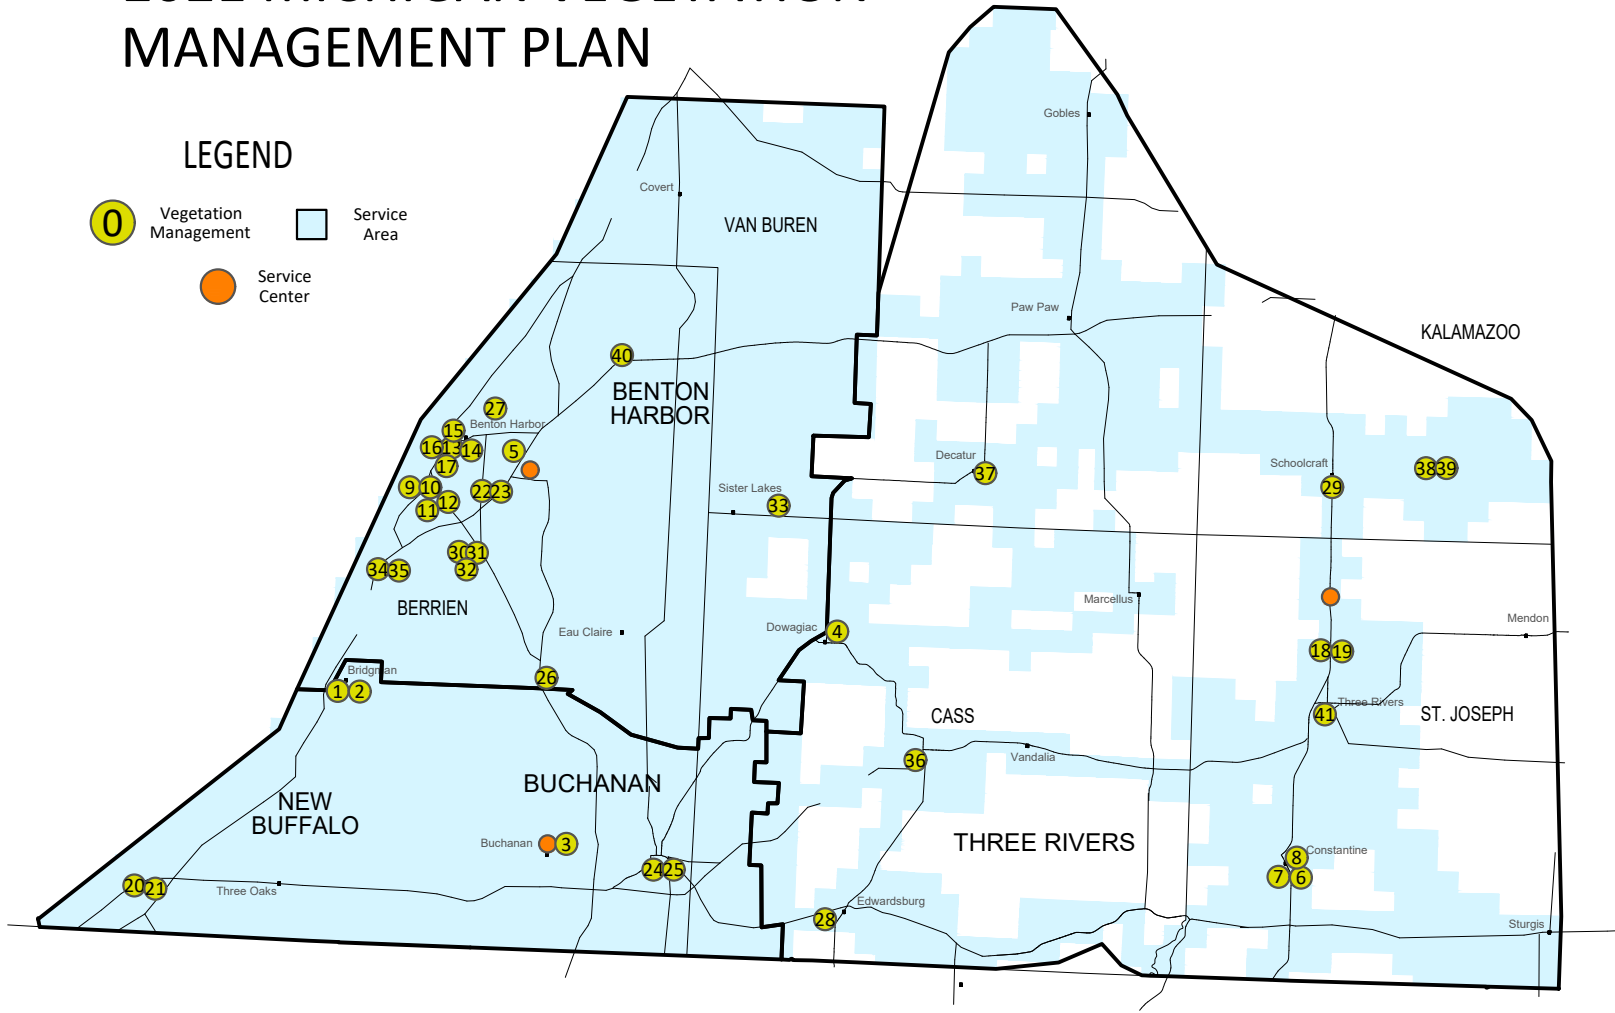 MANAGEMENT PLAN
LEGEND
0
Vegetation
Management
Service
Area
Service
Center
Gobles
Covert
VAN BUREN
Paw Paw
KALAMAZOO
40
BENTON
HARBOR
27
Benton Harbor
15
16
13
14
5
17
Decatur
37
Schoolcraft
38
39
29
9
10
22
23
12
11
Sister Lakes
33
30
31
32
34
35
BERRIEN
Marcellus
Eau Claire
Dowagiac
4
Mendon
18
19
Bridgman
1
2
26
Three Rivers
41
CASS
ST. JOSEPH
36
Vandalia
BUCHANAN
NEW
BUFFALO
Buchanan
3
THREE RIVERS
8
Constantine
7
6
24
25
20
21
Three Oaks
Edwardsburg
28
Sturgis